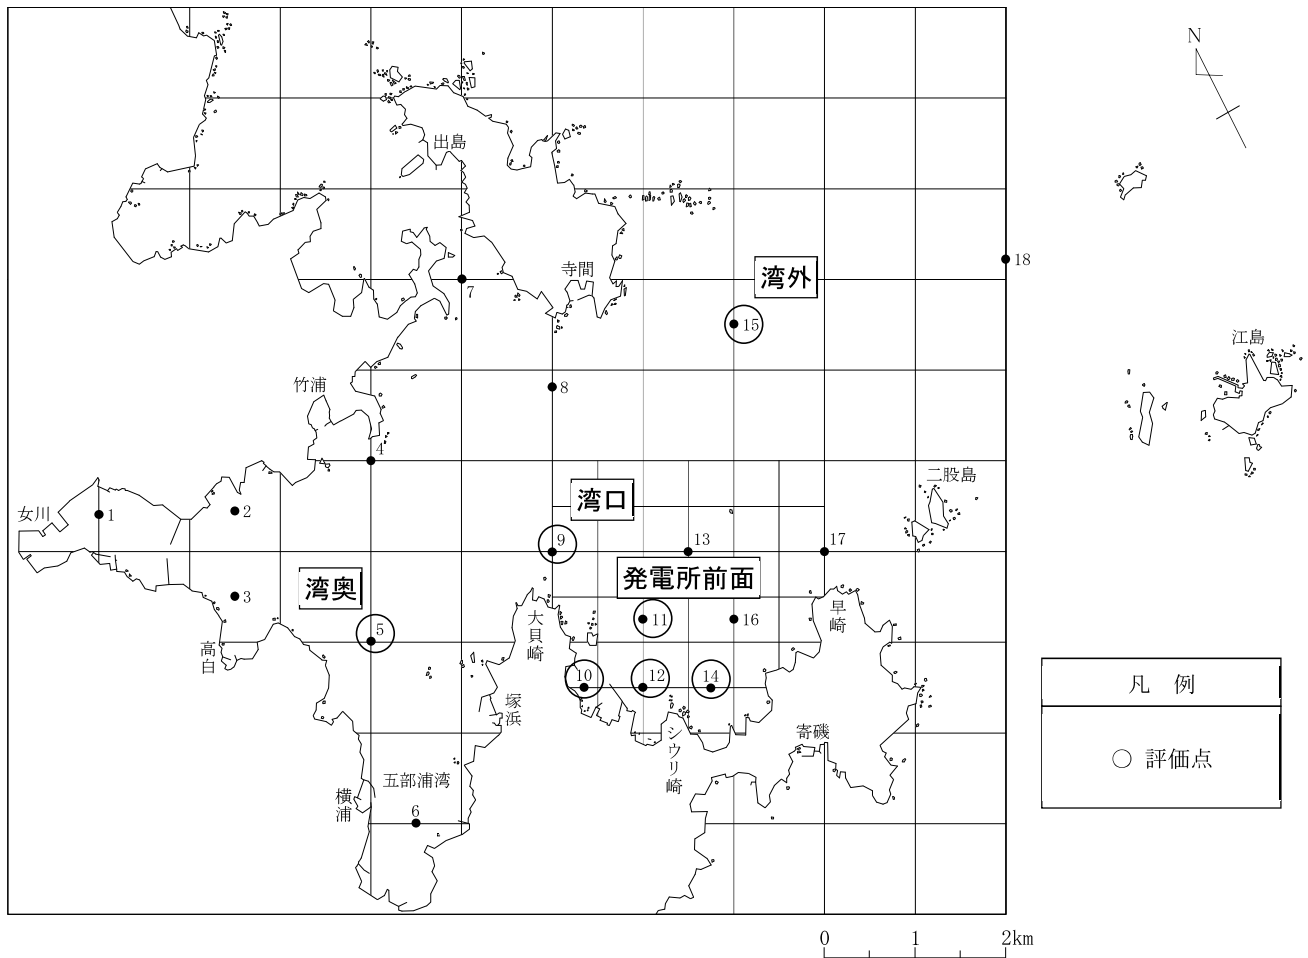 N
出島
寺間
湾外
18
7
15
江島
竹浦
8
4
二股島
湾口
女川
1
2
9
13
17
発電所前面
湾奥
3
大貝崎
11
16
早崎
5
高白
10
12
14
凡 例
塚浜
シウリ崎
寄磯
○ 評価点
五部浦湾
横浦
6
0 1 2km